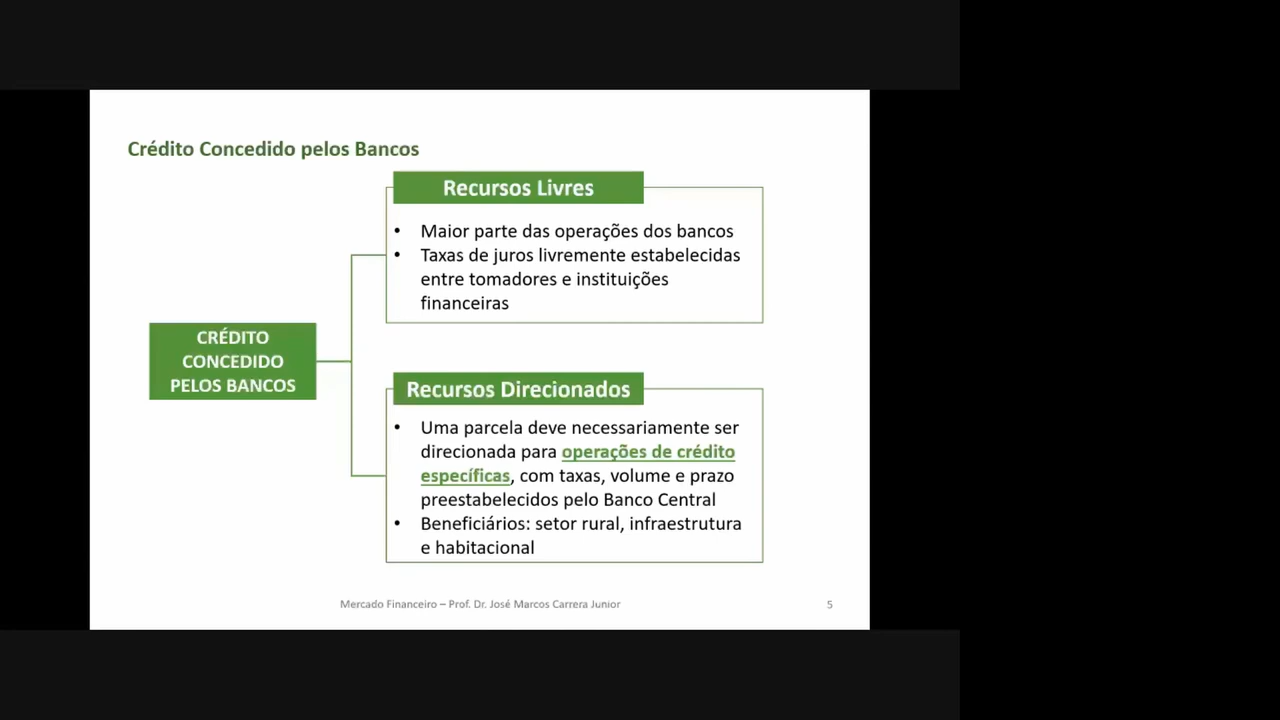 Crédito Concedido pelos Bancos
Recursos Livres
• Maior parte das operações dos bancos
• Taxas de juros livremente estabelecidas
entre tomadores e instituições
financeiras
CRÉDITO
CONCEDIDO
PELOS BANCOS
Recursos Direcionados
• Uma parcela deve necessariamente ser
direcionada para operações de crédito
específicas, com taxas, volume e prazo
preestabelecidos pelo Banco Central
• Beneficiários: setor rural, infraestrutura
e habitacional
Mercado Financeiro – Prof. Dr. José Marcos Carrera Junior
5